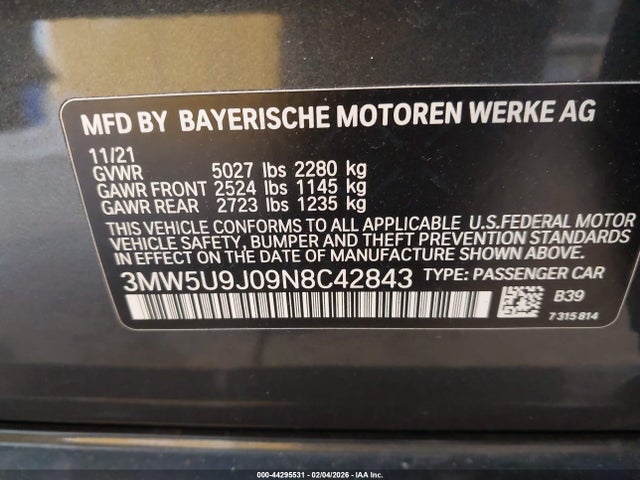 MFD BY BAYERISCHE MOTOREN WERKE AG
11/21
GVWR 5027 lbs 2280 kg
GAWR FRONT 2524 lbs 1145 kg
GAWR REAR 2723 lbs 1235 kg
THIS VEHICLE CONFORMS TO ALL APPLICABLE U.S.FEDERAL MOTOR
VEHICLE SAFETY, BUMPER AND THEFT PREVENTION STANDARDS
IN EFFECT ON THE DATE OF MANUFACTURE SHOWN ABOVE.
3MW5U9J09N8C42843 TYPE: PASSENGER CAR
B39
7 315 814
000-44295531 - 02/04/2026 - IAA Inc.